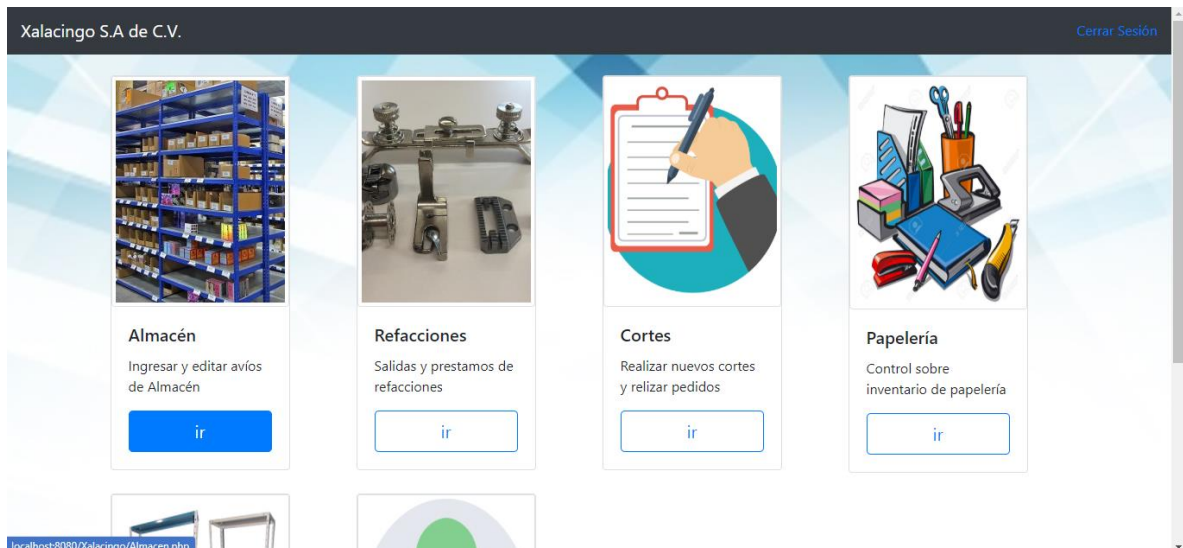 Xalacingo S.A de C.V.
Cerrar Sesión
Almacén
Ingresar y editar avíos
de Almacén
ir
Refacciones
Salidas y prestamos de
refacciones
ir
Cortes
Realizar nuevos cortes
y relizar pedidos
ir
Papelería
Control sobre
inventario de papelería
ir
localhost:8080/Xalacingo/Almacen.php